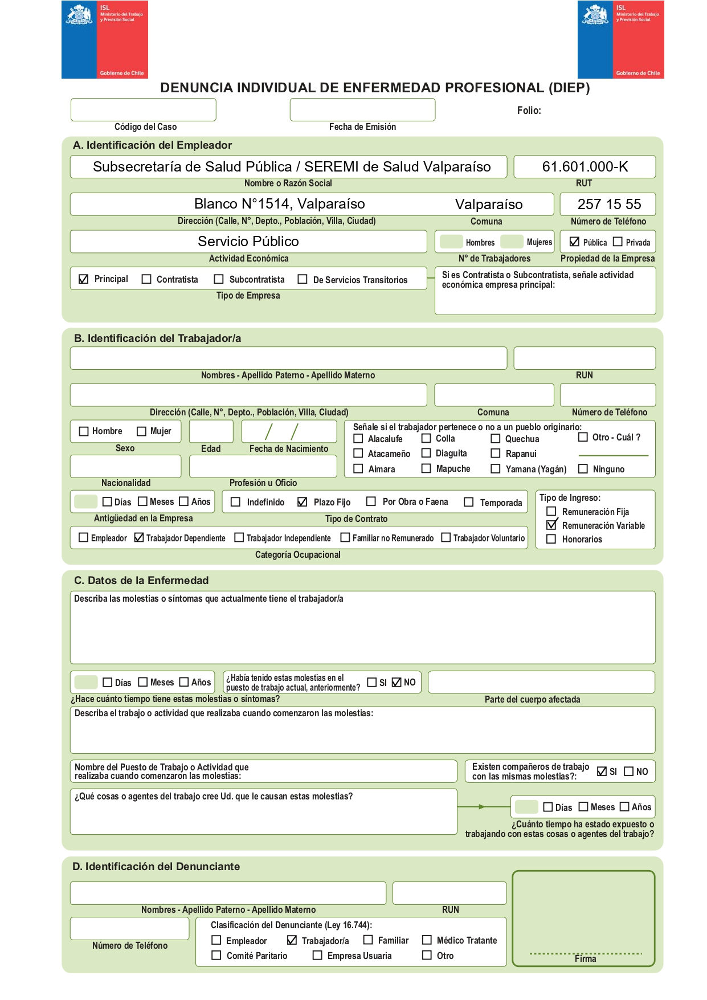 ISL
Ministerio del Trabajo
y Previsión Social
Gobierno de Chile
ISL
Ministerio del Trabajo
y Previsión Social
Gobierno de Chile
DENUNCIA INDIVIDUAL DE ENFERMEDAD PROFESIONAL (DIEP)
Folio:
Código del Caso Fecha de Emisión
A. Identificación del Empleador
Subsecretaría de Salud Pública / SEREMI de Salud Valparaíso 61.601.000-K
Nombre o Razón Social RUT
Blanco N°1514, Valparaíso Valparaíso 257 15 55
Dirección (Calle, N°, Depto., Población, Villa, Ciudad) Comuna Número de Teléfono
Servicio Público Hombres Mujeres Pública Privada
Actividad Económica N° de Trabajadores Propiedad de la Empresa
Principal Contratista Subcontratista De Servicios Transitorios
Tipo de Empresa
Si es Contratista o Subcontratista, señale actividad
económica empresa principal:
B. Identificación del Trabajador/a
Nombres - Apellido Paterno - Apellido Materno RUN
Dirección (Calle, N°, Depto., Población, Villa, Ciudad) Comuna Número de Teléfono
Hombre Mujer
Sexo Edad Fecha de Nacimiento
Señale si el trabajador pertenece o no a un pueblo originario:
Alacalufe Colla Quechua Otro - Cuál ?
Atacameño Diaguita Rapanui
Aimara Mapuche Yamana (Yagán) Ninguno
Nacionalidad Profesión u Oficio
Días Meses Años Indefinido Plazo Fijo Por Obra o Faena Temporada
Antigüedad en la Empresa Tipo de Contrato
Tipo de Ingreso:
Remuneración Fija
Remuneración Variable
Honorarios
Empleador Trabajador Dependiente Trabajador Independiente Familiar no Remunerado Trabajador Voluntario
Categoría Ocupacional
C. Datos de la Enfermedad
Describa las molestias o síntomas que actualmente tiene el trabajador/a
Días Meses Años
¿Hace cuánto tiempo tiene estas molestias o síntomas?
¿Había tenido estas molestias en el
puesto de trabajo actual, anteriormente? SI NO
Parte del cuerpo afectada
Describa el trabajo o actividad que realizaba cuando comenzaron las molestias:
Nombre del Puesto de Trabajo o Actividad que
realizaba cuando comenzaron las molestias:
Existen compañeros de trabajo
con las mismas molestias?: SI NO
¿Qué cosas o agentes del trabajo cree Ud. que le causan estas molestias?
Días Meses Años
¿Cuánto tiempo ha estado expuesto o
trabajando con estas cosas o agentes del trabajo?
D. Identificación del Denunciante
Nombres - Apellido Paterno - Apellido Materno RUN
Número de Teléfono
Clasificación del Denunciante (Ley 16.744):
Empleador Trabajador/a Familiar Médico Tratante
Comité Paritario Empresa Usuaria Otro
Firma